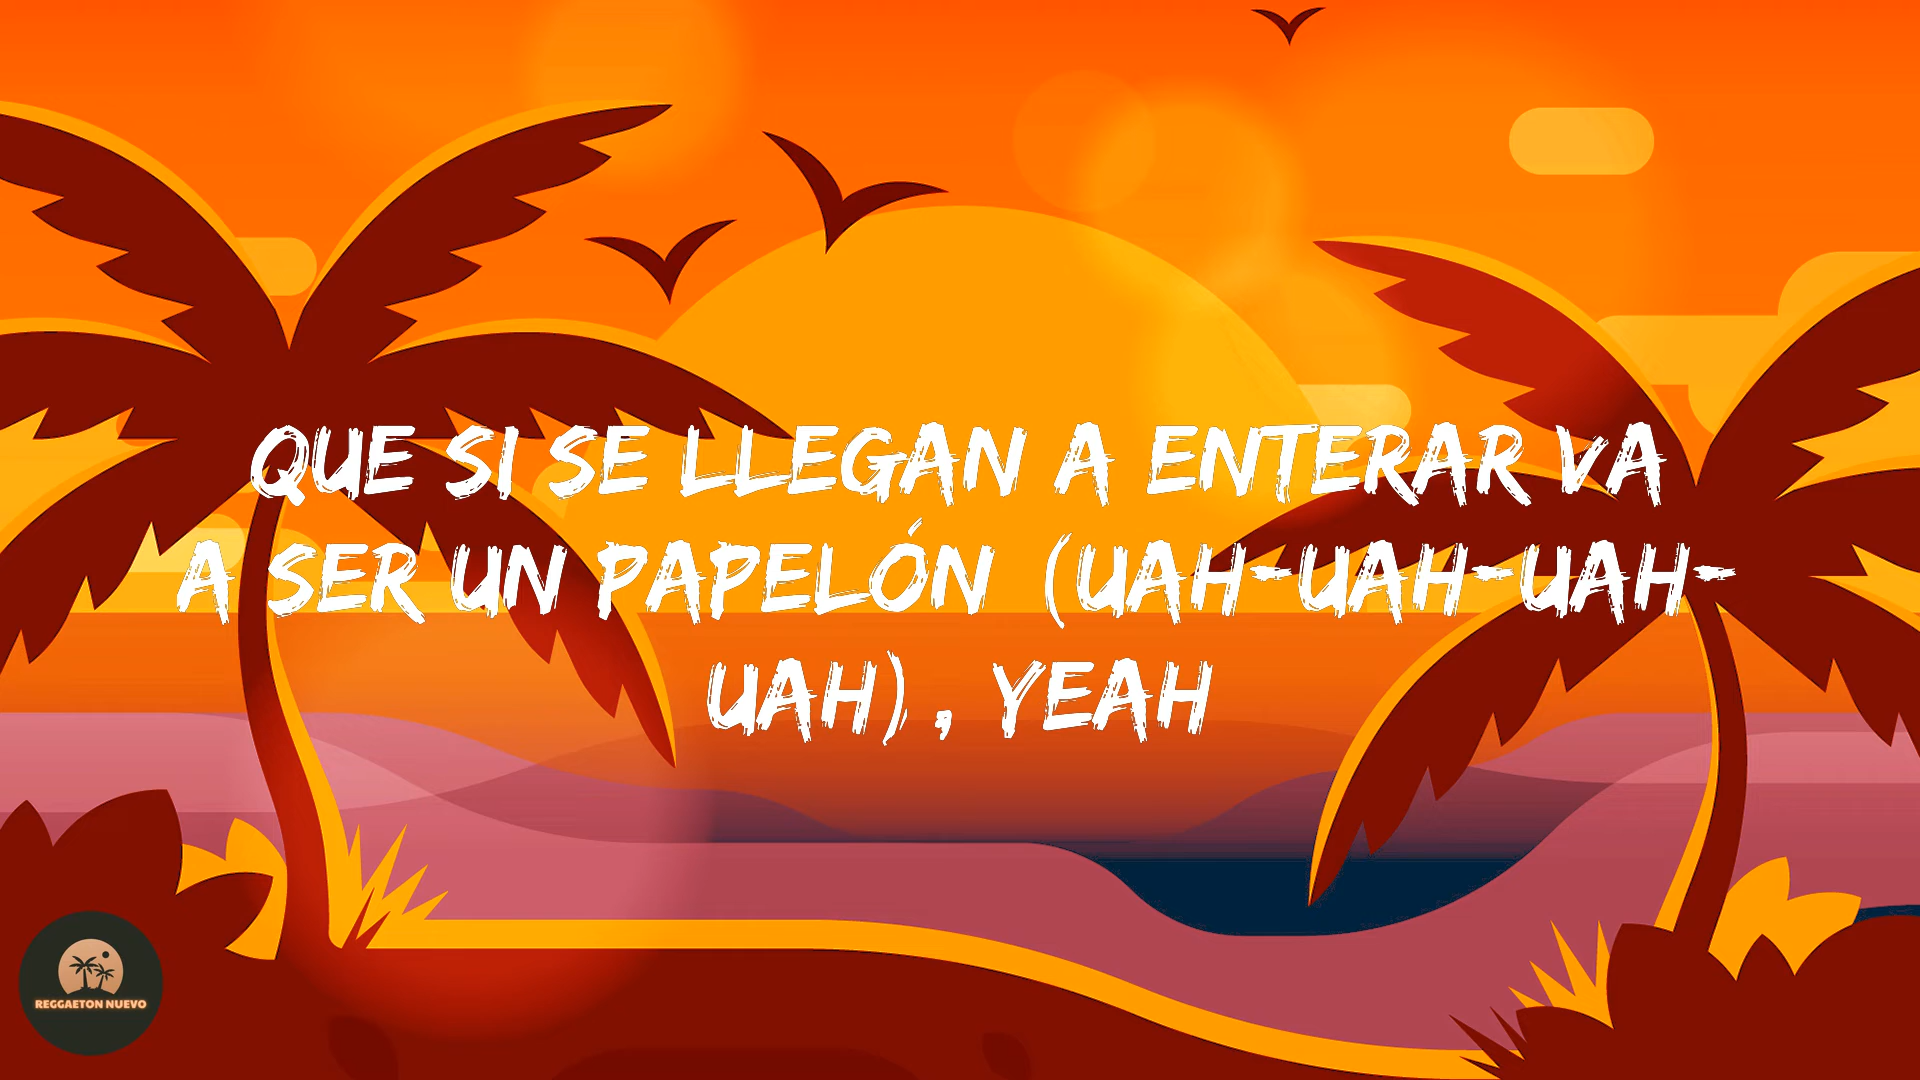 QUE SI SE LLEGAN A ENTERAR VA
A SER UN PAPELÓN (UAH-UAH-UAH-
UAH), YEAH
REGGAETON NUEVO